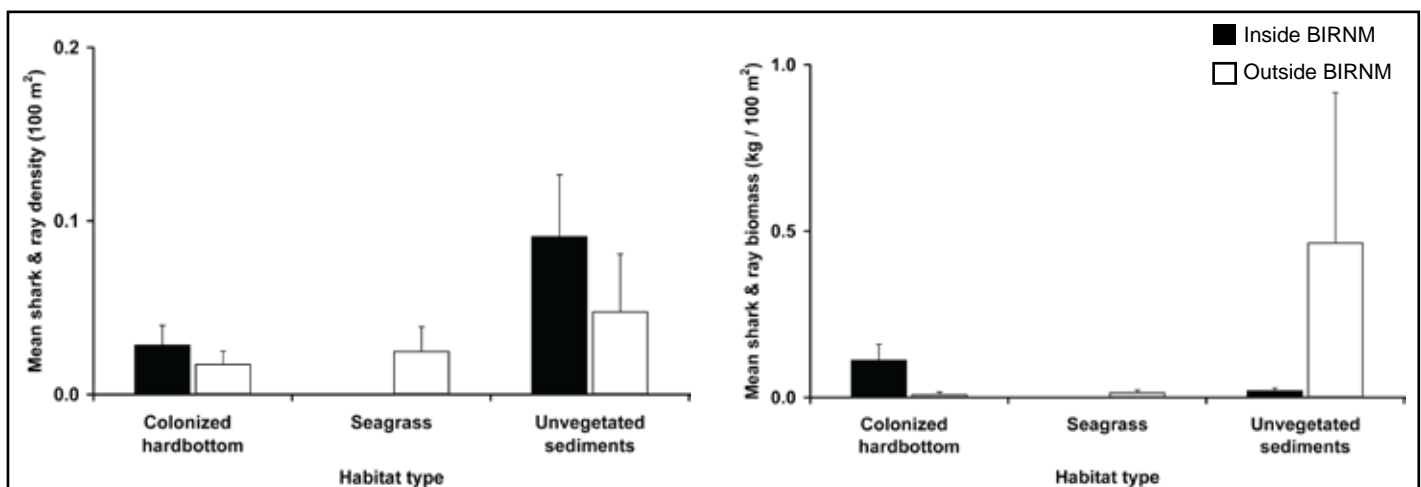 Mean shark & ray density (100 m²)
0.2
0.1
0.0
Colonized
hardbottom
Seagrass
Unvegetated
sediments
Habitat type
Mean shark & ray biomass (kg / 100 m²)
1.0
0.5
0.0
Colonized
hardbottom
Seagrass
Unvegetated
sediments
Habitat type
Inside BIRNM
Outside BIRNM